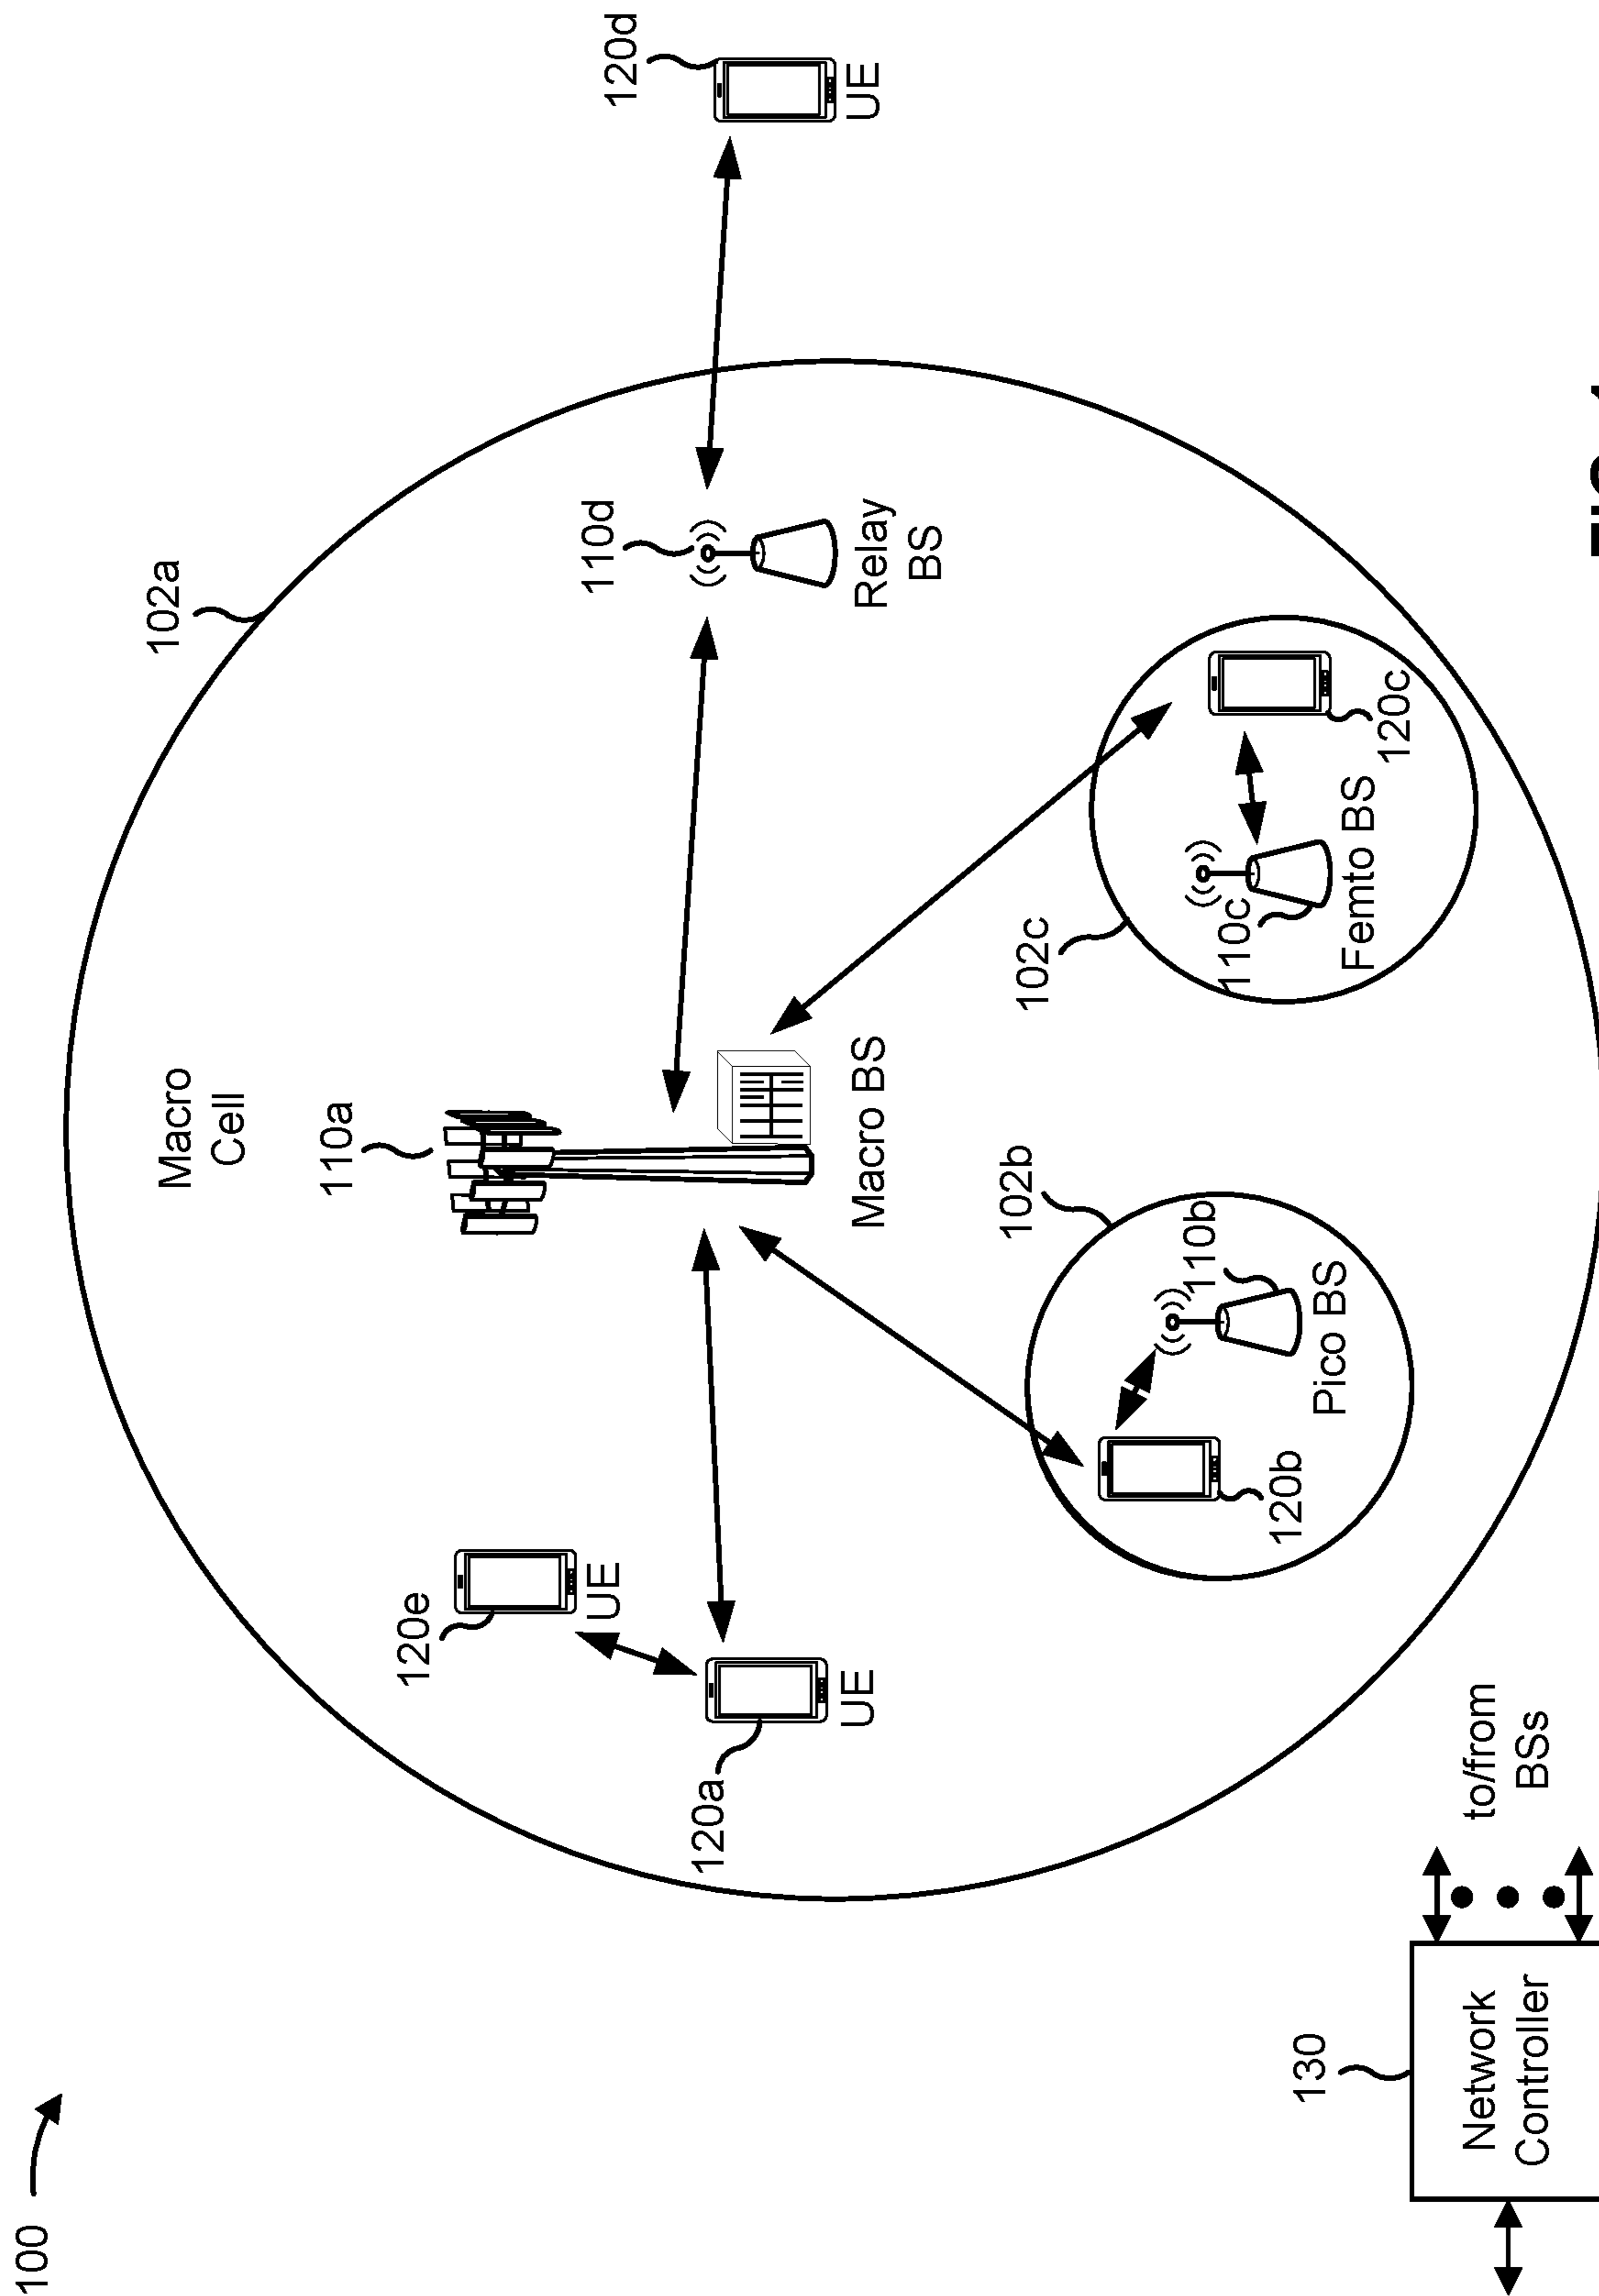 100
102a
Macro
Cell
110a
120d
UE
110d
Relay
BS
120e
UE
120a
UE
Macro BS
102c
110c
Femto BS
120c
102b
110b
Pico BS
120b
130
Network
Controller
to/from
BSs